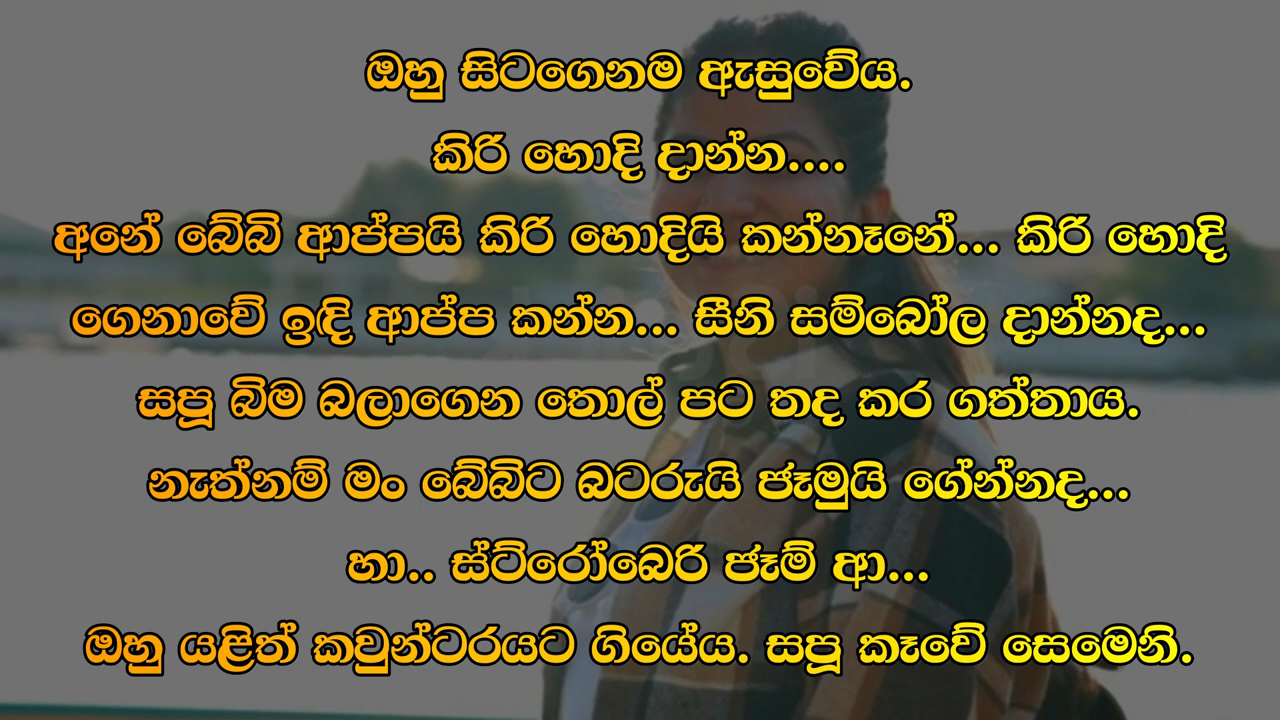 ඔහු සිටගෙනම ඇසුවේය.
කිරි හොදි දාන්න....
අනේ බේබි ආප්පයි කිරි හොදියි කන්නෑනේ... කිරි හොදි
ගෙනාවේ ඉඳි ආප්ප කන්න... සීනි සම්බෝල දාන්නද...
සපූ බිම බලාගෙන තොල් පට තද කර ගත්තාය.
නැත්නම් මං බේබිට බටරුයි ජෑමුයි ගේන්නද...
හා.. ස්ට්රෝබෙරි ජෑම් ආ...
ඔහු යළිත් කවුන්ටරයට ගියේය. සපූ කෑවේ සෙමෙනි.